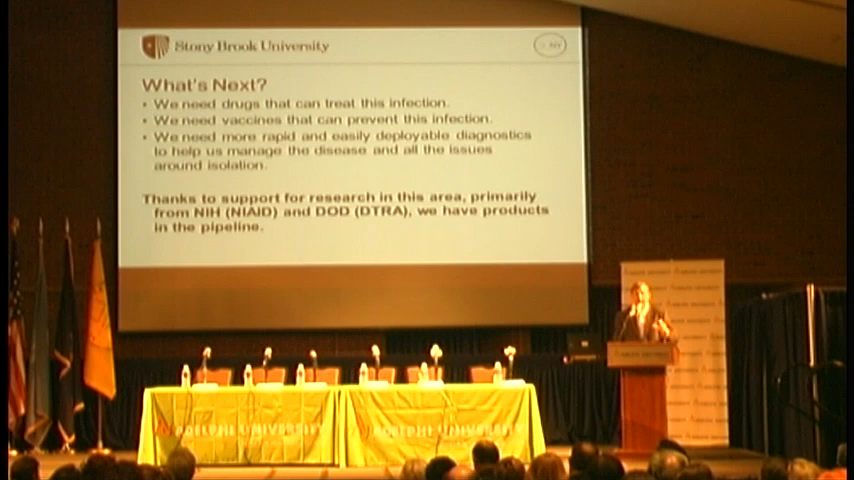 Stony Brook University
What's Next?
• We need drugs that can treat this infection.
• We need vaccines that can prevent this infection.
• We need more rapid and easily deployable diagnostics
to help us manage the disease and all the issues
around isolation.
Thanks to support for research in this area, primarily
from NIH (NIAID) and DOD (DTRA), we have products
in the pipeline.
ADELPHI UNIVERSITY
ADELPHI UNIVERSITY